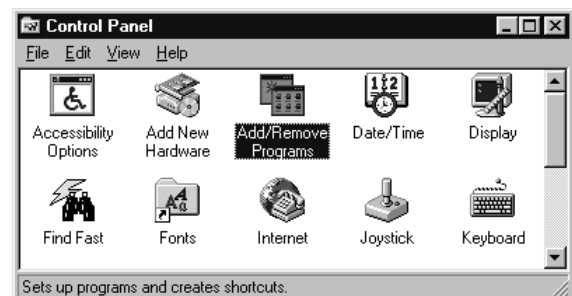 Control Panel
File Edit View Help
Accessibility Options
Add New Hardware
Add/Remove Programs
Date/Time
Display
Find Fast
Fonts
Internet
Joystick
Keyboard
Sets up programs and creates shortcuts.